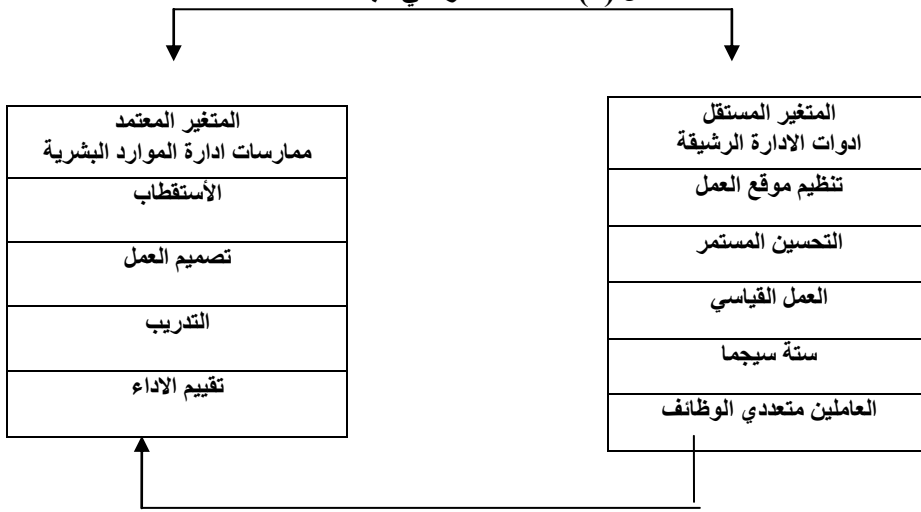 المتغير المستقل
ادوات الادارة الرشيقة
تنظيم موقع العمل
التحسين المستمر
العمل القياسي
ستة سيجما
العاملين متعددي الوظائف
المتغير المعتمد
ممارسات ادارة الموارد البشرية
الأستقطاب
تصميم العمل
التدريب
تقييم الاداء